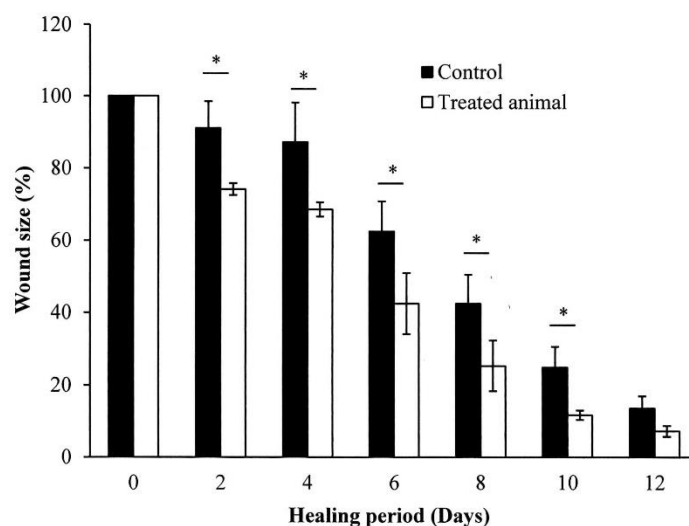 120
100
80
60
40
20
0
Wound size (%)
*
*
*
*
*
Control
Treated animal
0 2 4 6 8 10 12
Healing period (Days)